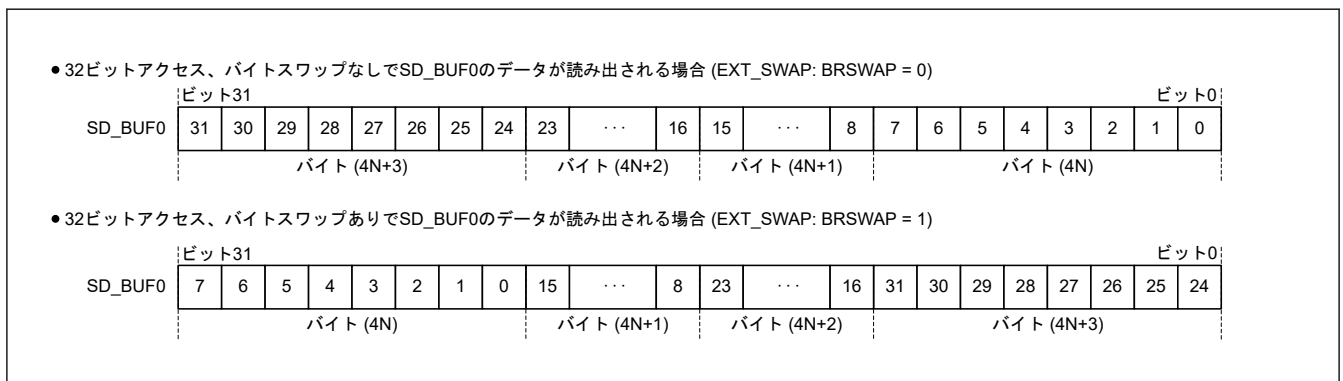 ● 32ビットアクセス、バイトスワップなしでSD_BUF0のデータが読み出される場合 (EXT_SWAP: BRSWAP = 0)
ビット31 ビット0
SD_BUF0 31 30 29 28 27 26 25 24 23 ··· 16 15 ··· 8 7 6 5 4 3 2 1 0
バイト (4N+3) バイト (4N+2) バイト (4N+1) バイト (4N)
● 32ビットアクセス、バイトスワップありでSD_BUF0のデータが読み出される場合 (EXT_SWAP: BRSWAP = 1)
ビット31 ビット0
SD_BUF0 7 6 5 4 3 2 1 0 15 ··· 8 23 ··· 16 31 30 29 28 27 26 25 24
バイト (4N) バイト (4N+1) バイト (4N+2) バイト (4N+3)